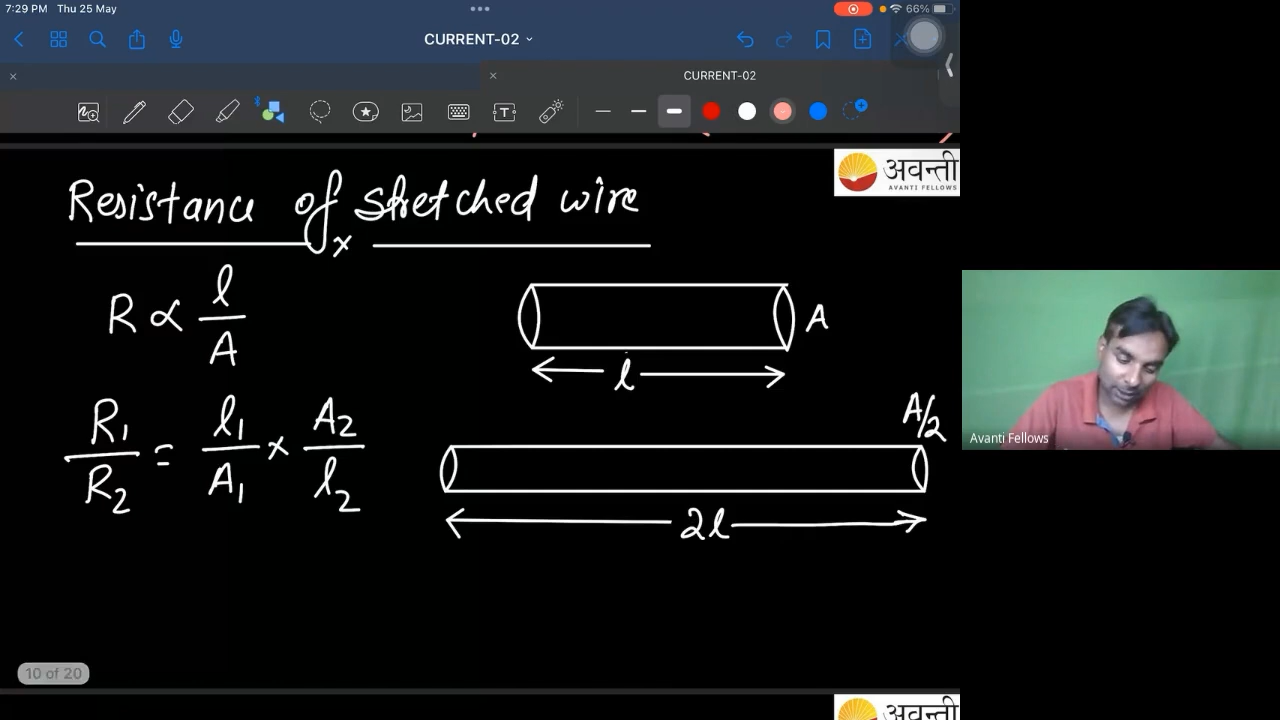 7:29 PM Thu 25 May
66%
CURRENT-02
CURRENT-02
अवन्ती
AVANTI FELLOWS
Resistance of stretched wire
x
R ∝ l/A
A
l
R1/R2 = l1/A1 × A2/l2
A/2
2l
Avanti Fellows
10 of 20
अवन्ती